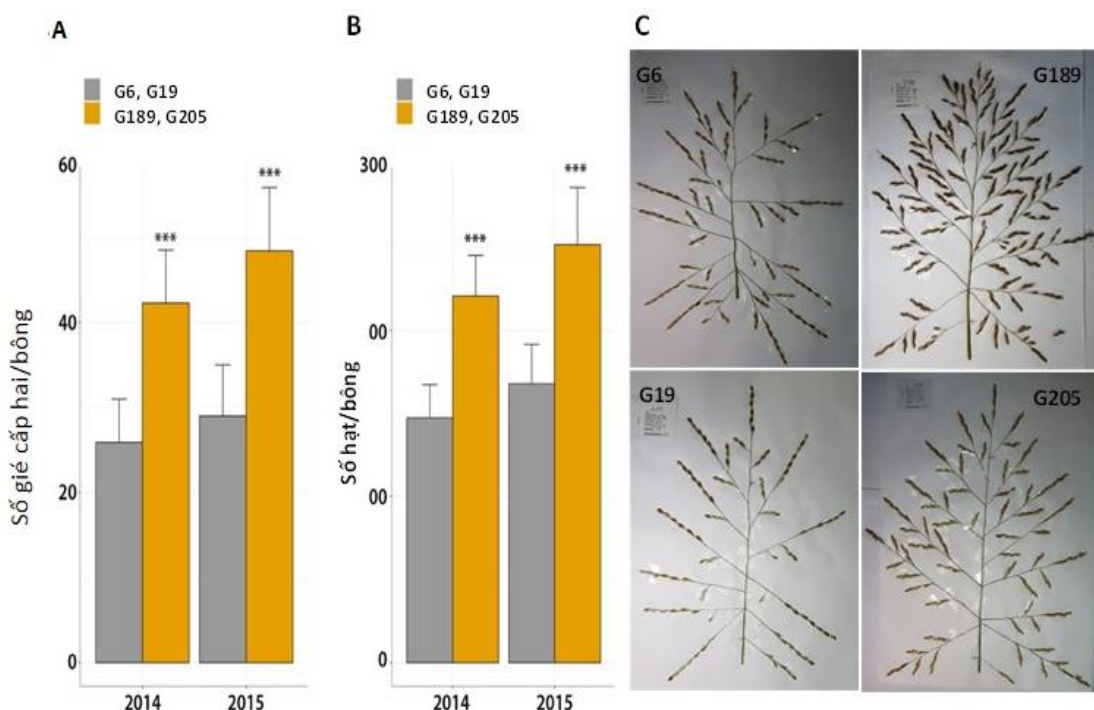 A
G6, G19
G189, G205
Số gié cấp hai/bông
60
40
20
0
***
***
2014
2015
B
G6, G19
G189, G205
Số hạt/bông
300
00
00
0
***
***
2014
2015
C
G6
G189
G19
G205